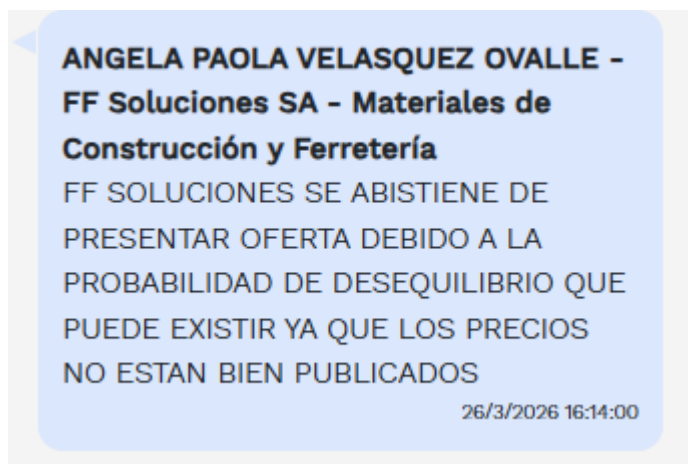 ANGELA PAOLA VELASQUEZ OVALLE -
FF Soluciones SA - Materiales de
Construcción y Ferretería
FF SOLUCIONES SE ABISTIENE DE
PRESENTAR OFERTA DEBIDO A LA
PROBABILIDAD DE DESEQUILIBRIO QUE
PUEDE EXISTIR YA QUE LOS PRECIOS
NO ESTAN BIEN PUBLICADOS
26/3/2026 16:14:00